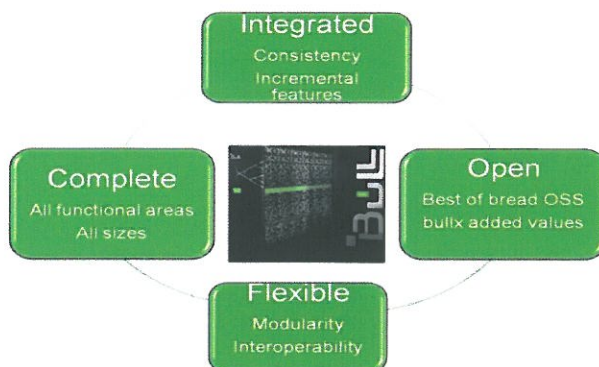 Integrated
Consistency
Incremental
features
Complete
All functional areas
All sizes
Bull
Open
Best of bread OSS
bullx added values
Flexible
Modularity
Interoperability